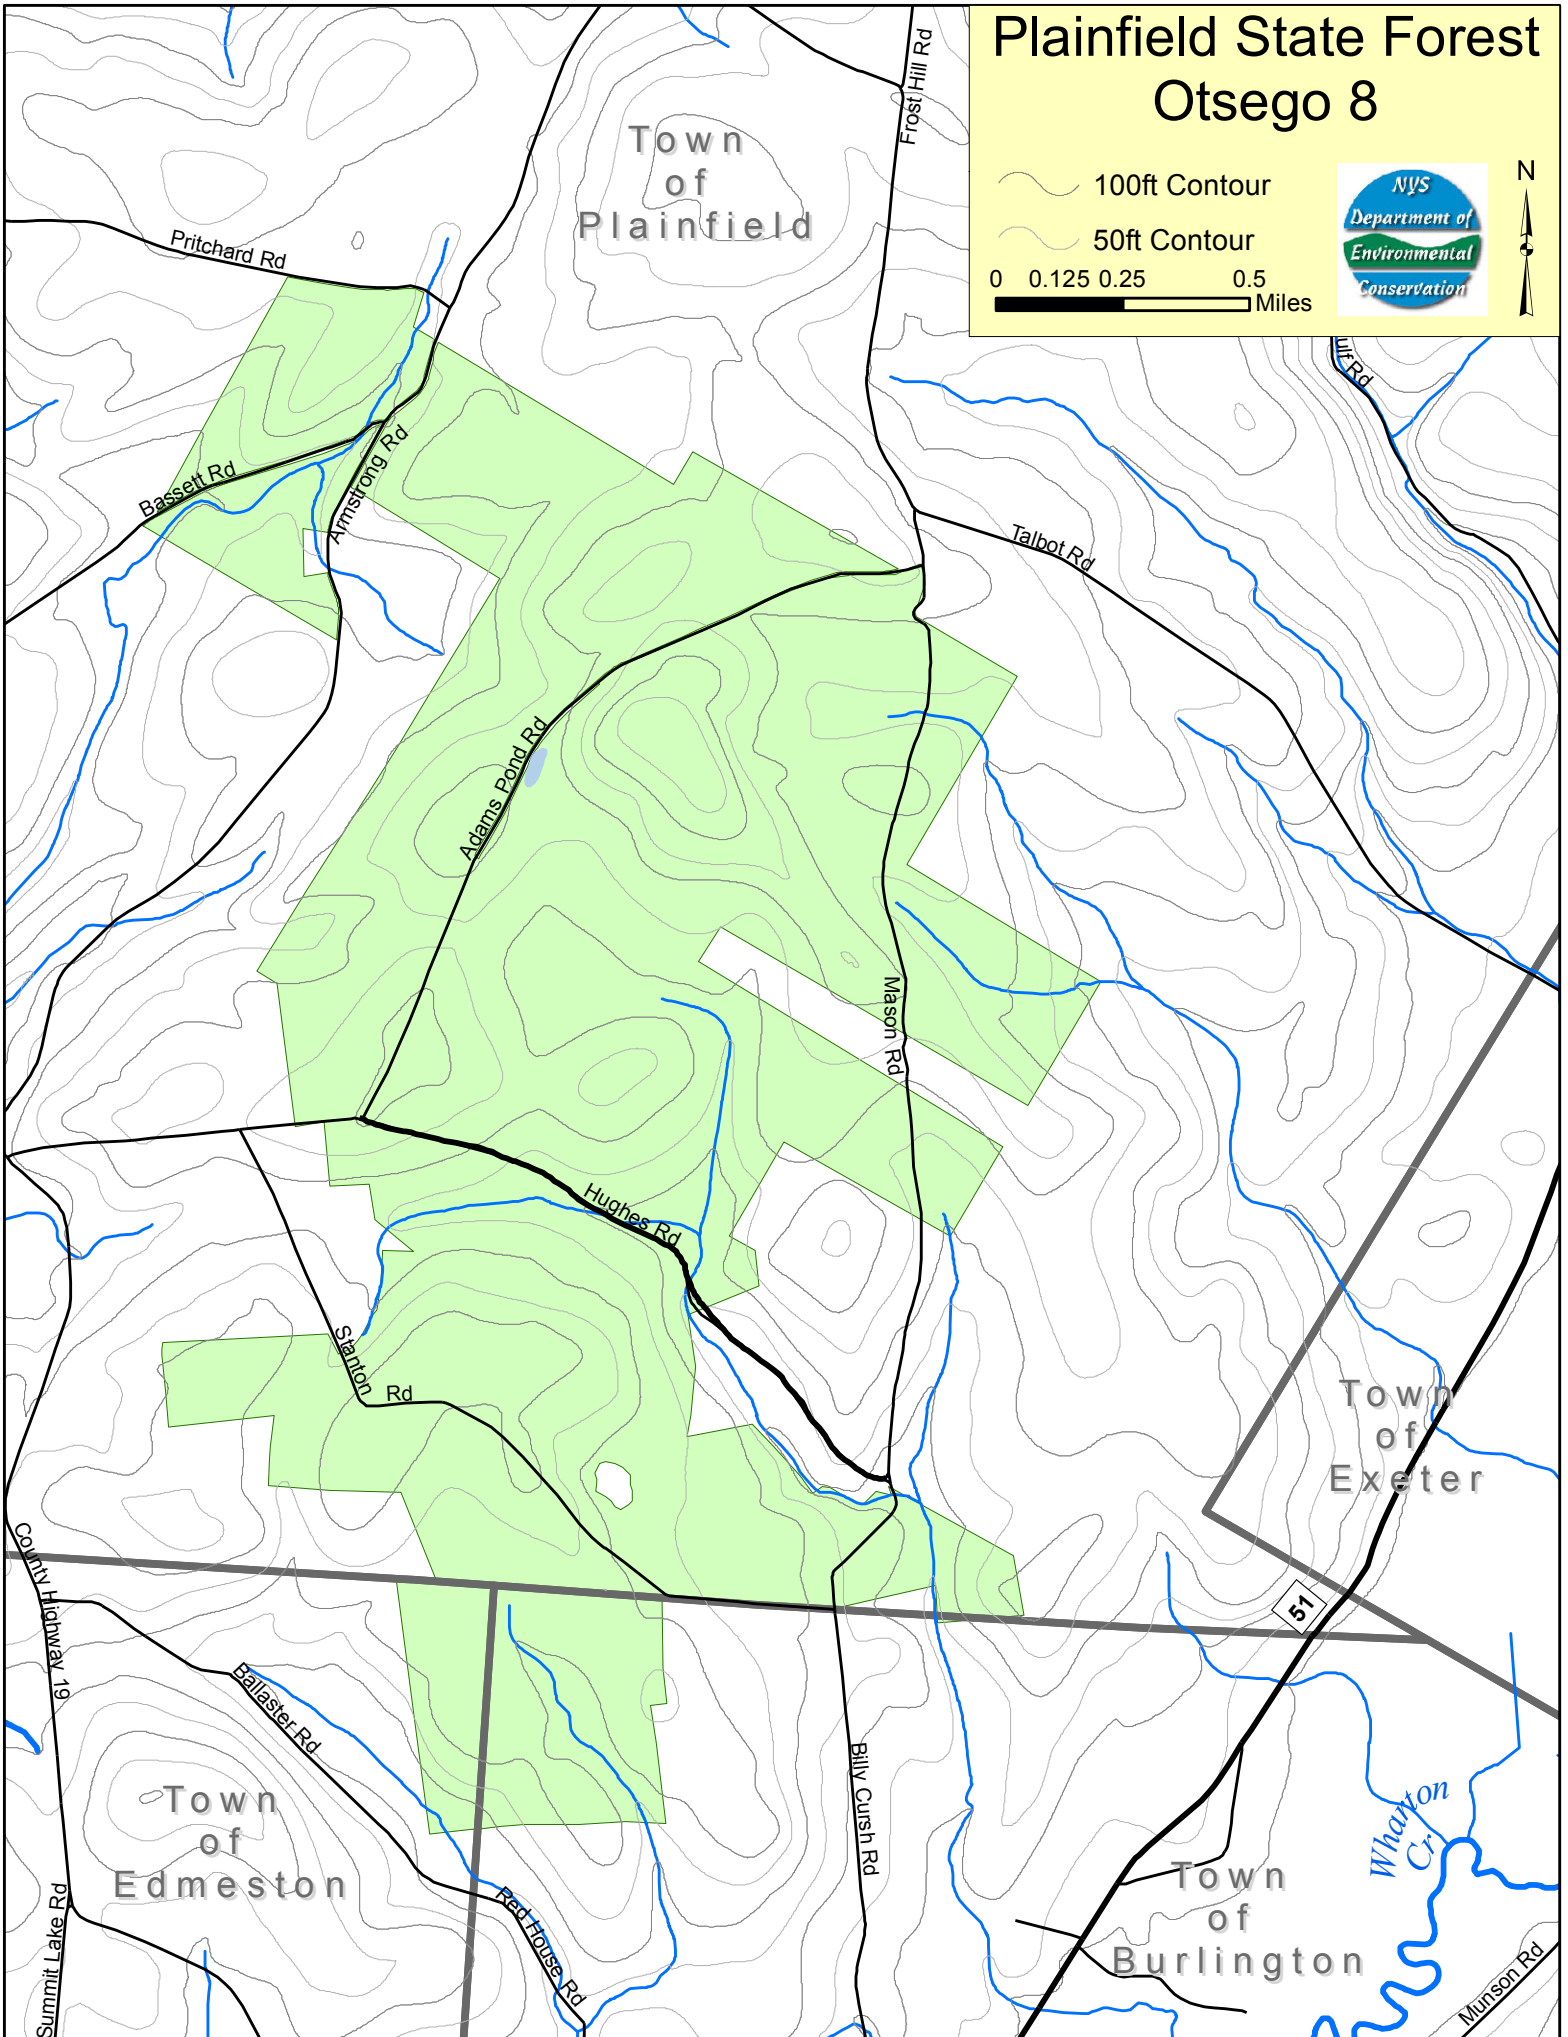 Plainfield State Forest
Otsego 8
100ft Contour
50ft Contour
0 0.125 0.25 0.5
Miles
NYS
Department of
Environmental
Conservation
N
Frost Hill Rd
Town
of
Plainfield
Pritchard Rd
ulf Rd
Bassett Rd
Armstrong Rd
Talbot Rd
Adams Pond Rd
Mason Rd
Hughes Rd
Stanton
Rd
Town
of
Exeter
County Highway 19
51
Ballaster Rd
Billy Cursh Rd
Town
of
Edmeston
Wharton
Cr
Town
of
Burlington
Red House Rd
Summit Lake Rd
Munson Rd